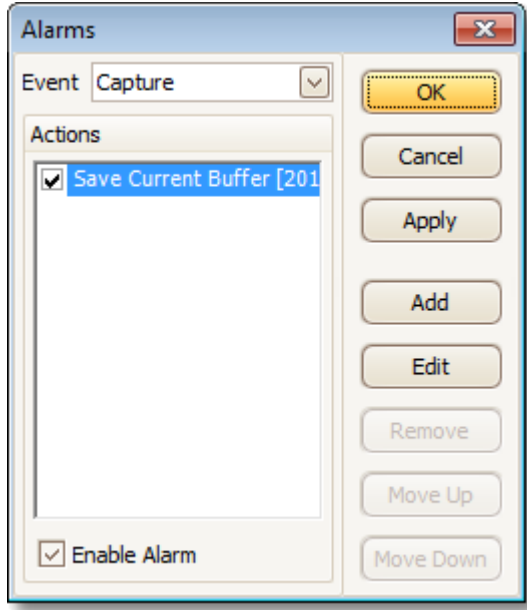 Alarms
Event Capture
Actions
Save Current Buffer [201
Enable Alarm
OK
Cancel
Apply
Add
Edit
Remove
Move Up
Move Down